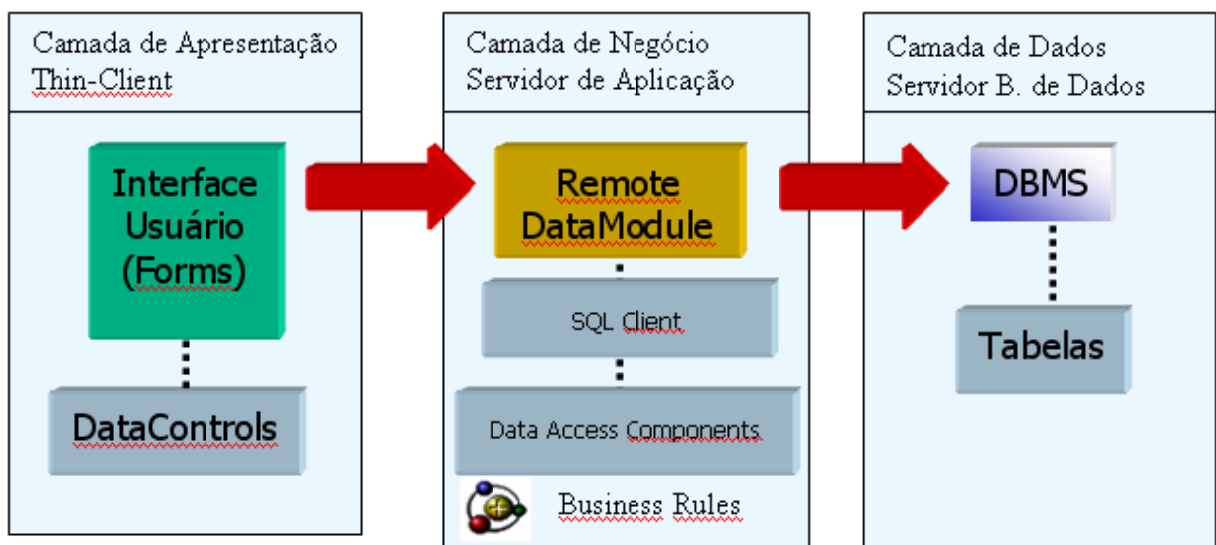 Camada de Apresentação
Thin-Client
Interface
Usuário
(Forms)
DataControls
Camada de Negócio
Servidor de Aplicação
Remote
DataModule
SQL Client
Data Access Components
Business Rules
Camada de Dados
Servidor B. de Dados
DBMS
Tabelas